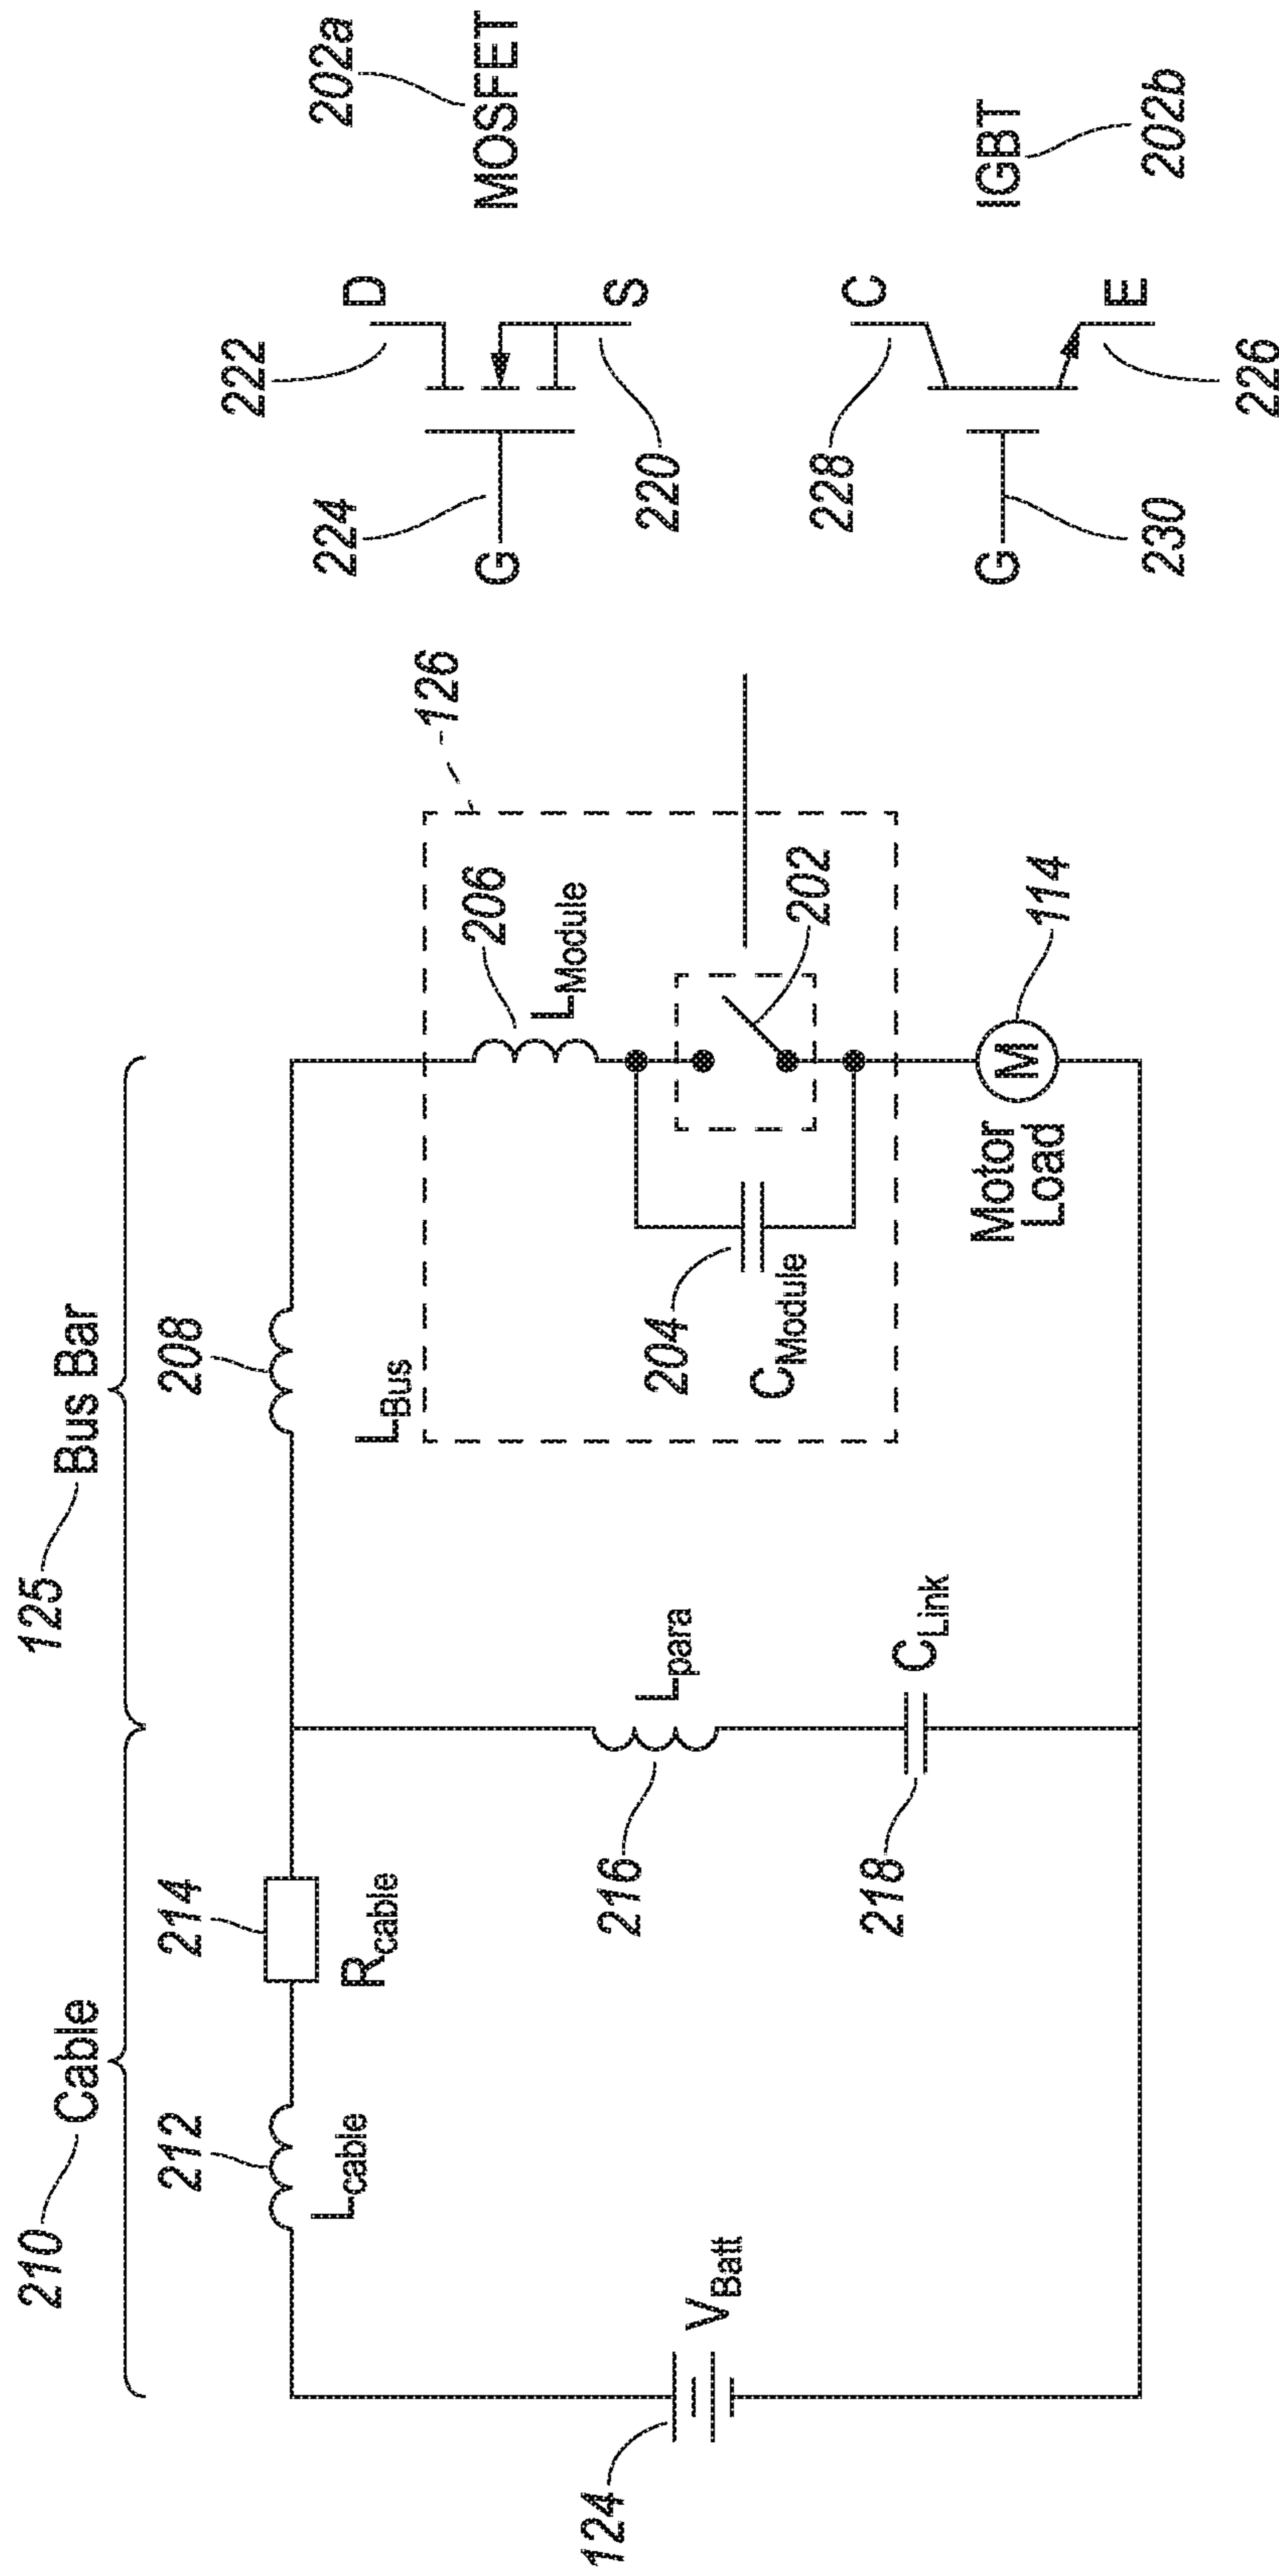 210
Cable
125
Bus Bar
212
214
208
L cable
R cable
L Bus
124
V Batt
216
L para
218
C Link
126
206
L Module
204
C Module
202
Motor
Load
M
114
222
D
224
G
220
S
202a
MOSFET
228
C
G
230
E
226
IGBT
202b